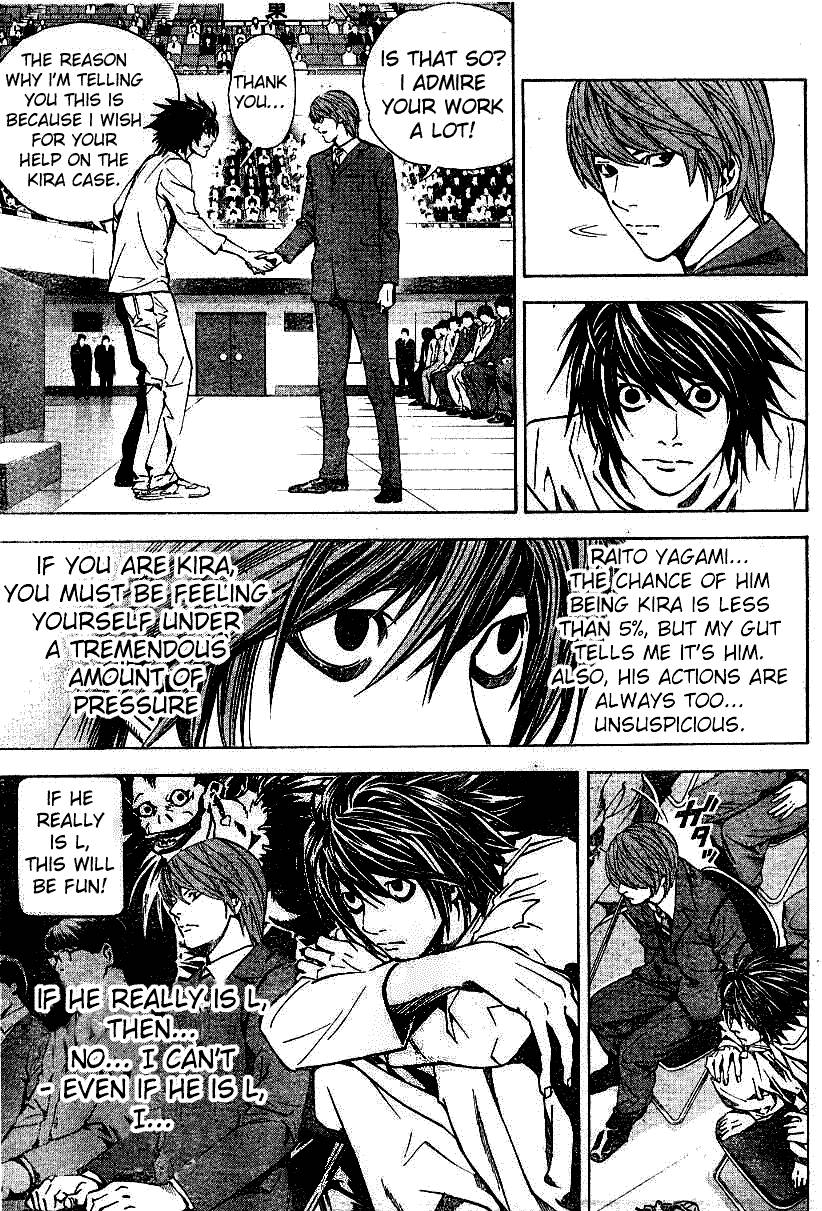 東
IS THAT SO?
I ADMIRE
YOUR WORK
A LOT!
THANK
YOU...
THE REASON
WHY I'M TELLING
YOU THIS IS
BECAUSE I WISH
FOR YOUR
HELP ON THE
KIRA CASE.
RAITO YAGAMI...
THE CHANCE OF HIM
BEING KIRA IS LESS
THAN 5%, BUT MY GUT
TELLS ME IT'S HIM.
ALSO, HIS ACTIONS ARE
ALWAYS TOO...
UNSUSPICIOUS.
IF YOU ARE KIRA,
YOU MUST BE FEELING
YOURSELF UNDER
A TREMENDOUS
AMOUNT OF
PRESSURE
ガタッ
IF HE
REALLY
IS L,
THIS WILL
BE FUN!
IF HE REALLY IS L,
THEN...
NO... I CAN'T
- EVEN IF HE IS L,
I...